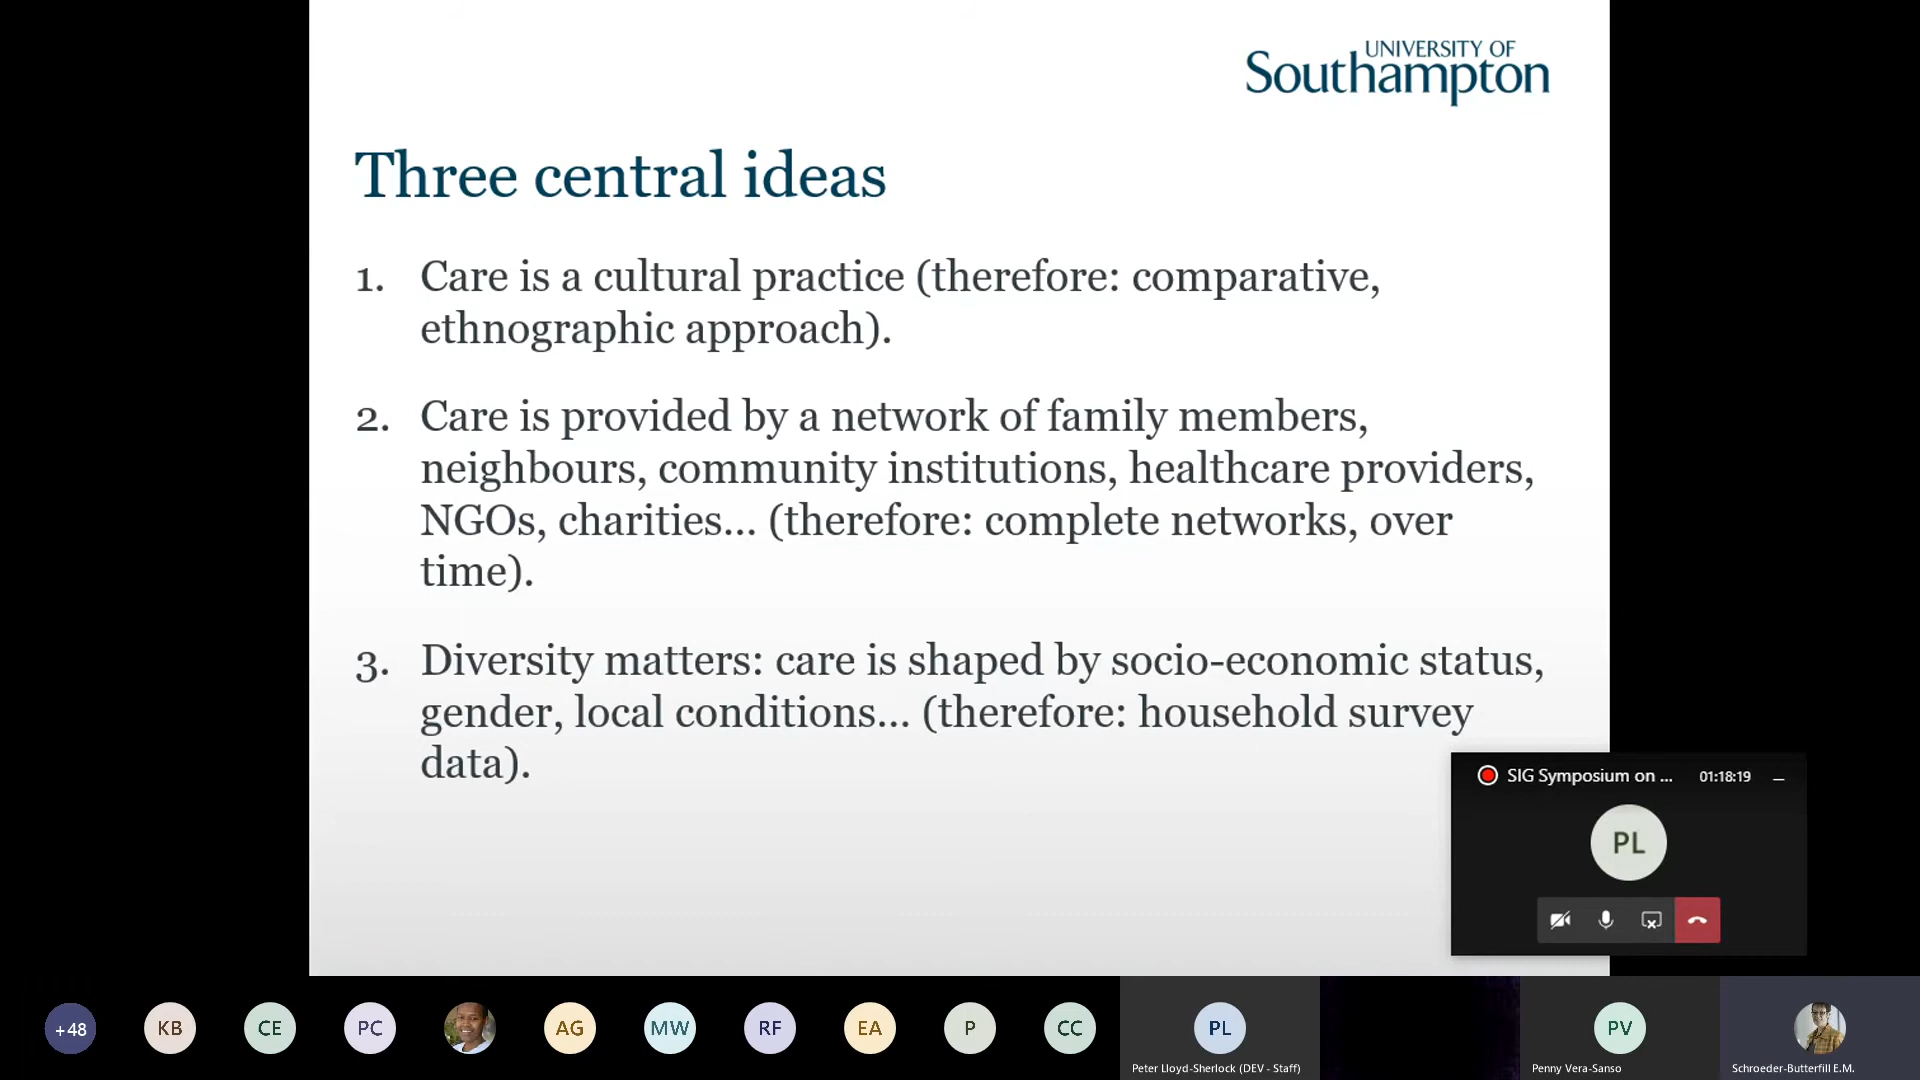 UNIVERSITY OF
Southampton
Three central ideas
1. Care is a cultural practice (therefore: comparative,
ethnographic approach).
2. Care is provided by a network of family members,
neighbours, community institutions, healthcare providers,
NGOs, charities... (therefore: complete networks, over
time).
3. Diversity matters: care is shaped by socio-economic status,
gender, local conditions... (therefore: household survey
data).
SIG Symposium on ... 01:18:19
PL
+48 KB CE PC AG MW RF EA P CC PL PV
Peter Lloyd-Sherlock (DEV - Staff) Penny Vera-Sanso Schroeder-Butterfill E.M.